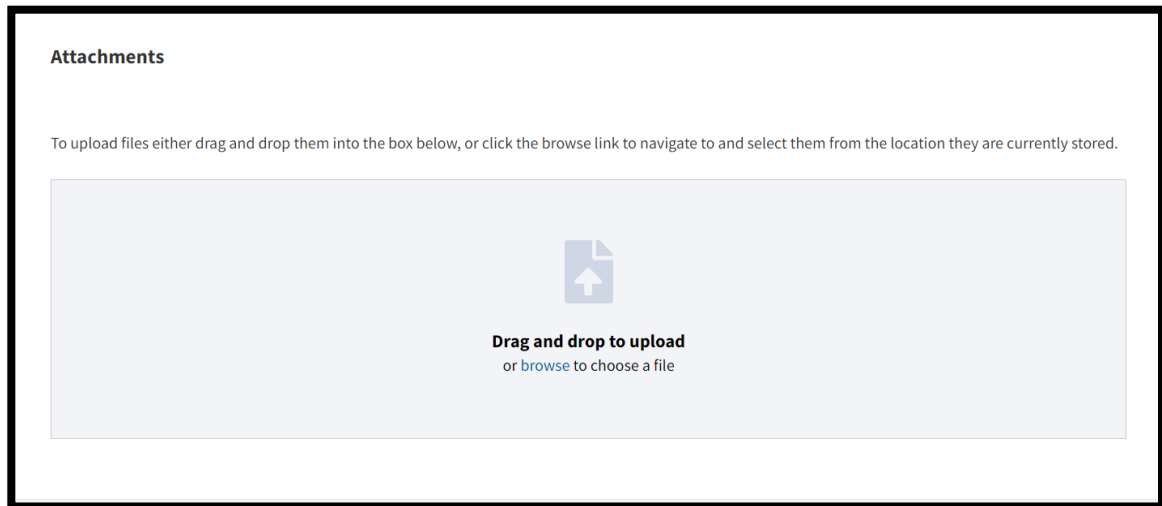 Attachments
To upload files either drag and drop them into the box below, or click the browse link to navigate to and select them from the location they are currently stored.
Drag and drop to upload
or browse to choose a file